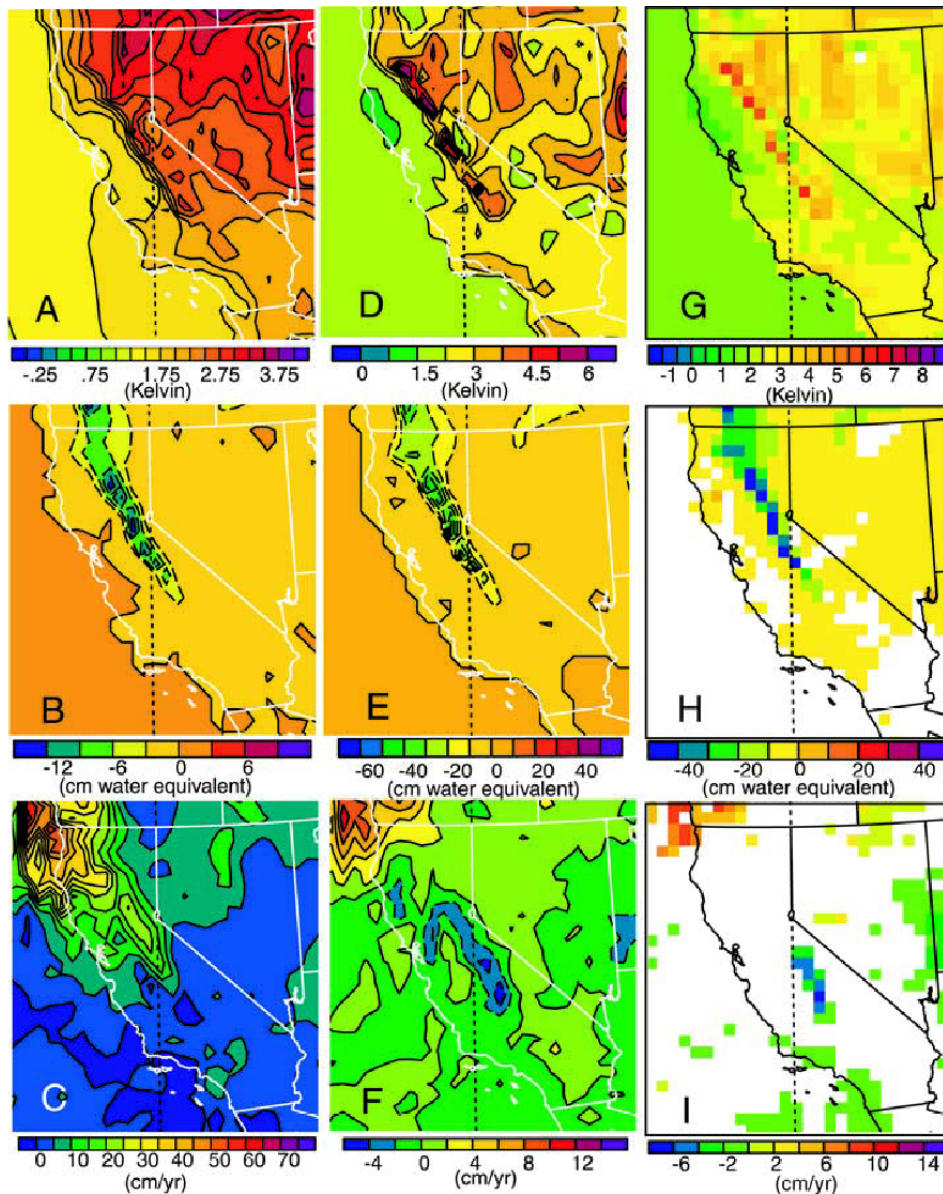 A
D
G
-.25 .75 1.75 2.75 3.75
(Kelvin)
0 1.5 3 4.5 6
(Kelvin)
-1 0 1 2 3 4 5 6 7 8
(Kelvin)
B
E
H
-12 -6 0 6
(cm water equivalent)
-60 -40 -20 0 20 40
(cm water equivalent)
-40 -20 0 20 40
(cm water equivalent)
C
F
I
0 10 20 30 40 50 60 70
(cm/yr)
-4 0 4 8 12
(cm/yr)
-6 -2 2 6 10 14
(cm/yr)